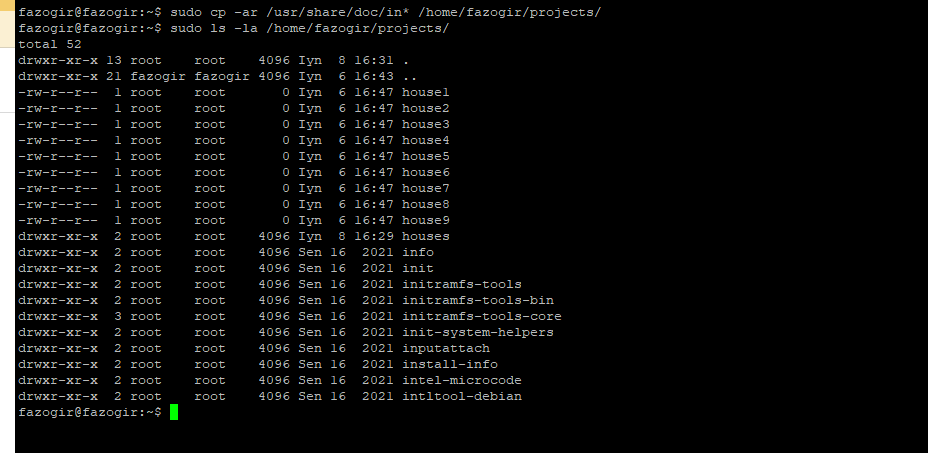 fazogir@fazogir:~$ sudo cp -ar /usr/share/doc/in* /home/fazogir/projects/
fazogir@fazogir:~$ sudo ls -la /home/fazogir/projects/
total 52
drwxr-xr-x 13 root    root    4096 Iyn  8 16:31 .
drwxr-xr-x 21 fazogir fazogir 4096 Iyn  6 16:43 ..
-rw-r--r--  1 root    root       0 Iyn  6 16:47 house1
-rw-r--r--  1 root    root       0 Iyn  6 16:47 house2
-rw-r--r--  1 root    root       0 Iyn  6 16:47 house3
-rw-r--r--  1 root    root       0 Iyn  6 16:47 house4
-rw-r--r--  1 root    root       0 Iyn  6 16:47 house5
-rw-r--r--  1 root    root       0 Iyn  6 16:47 house6
-rw-r--r--  1 root    root       0 Iyn  6 16:47 house7
-rw-r--r--  1 root    root       0 Iyn  6 16:47 house8
-rw-r--r--  1 root    root       0 Iyn  6 16:47 house9
drwxr-xr-x  2 root    root    4096 Iyn  8 16:29 houses
drwxr-xr-x  2 root    root    4096 Sen 16  2021 info
drwxr-xr-x  2 root    root    4096 Sen 16  2021 init
drwxr-xr-x  2 root    root    4096 Sen 16  2021 initramfs-tools
drwxr-xr-x  2 root    root    4096 Sen 16  2021 initramfs-tools-bin
drwxr-xr-x  3 root    root    4096 Sen 16  2021 initramfs-tools-core
drwxr-xr-x  2 root    root    4096 Sen 16  2021 init-system-helpers
drwxr-xr-x  2 root    root    4096 Sen 16  2021 inputattach
drwxr-xr-x  2 root    root    4096 Sen 16  2021 install-info
drwxr-xr-x  2 root    root    4096 Sen 16  2021 intel-microcode
drwxr-xr-x  2 root    root    4096 Sen 16  2021 intltool-debian
fazogir@fazogir:~$